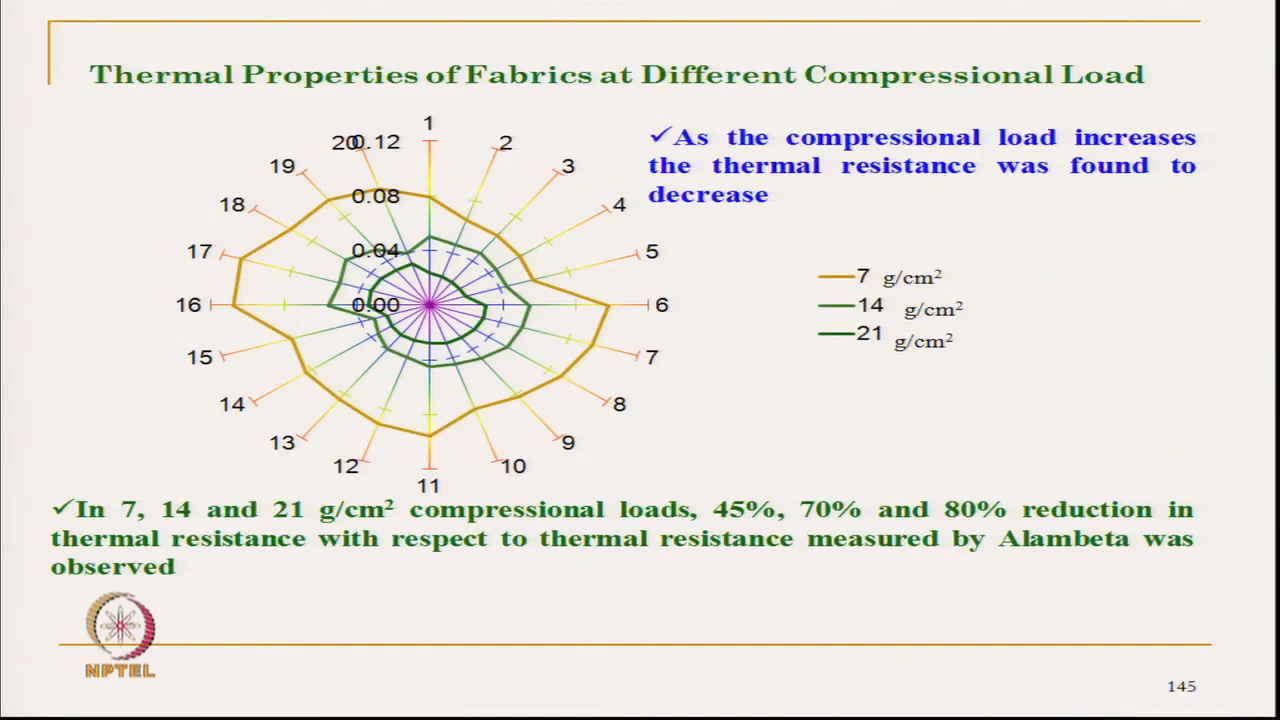 Thermal Properties of Fabrics at Different Compressional Load
1
2
3
4
5
6
7
8
9
10
11
12
13
14
15
16
17
18
19
20
0.12
0.08
0.04
0.00
✓As the compressional load increases
the thermal resistance was found to
decrease
7 g/cm²
14 g/cm²
21 g/cm²
✓In 7, 14 and 21 g/cm² compressional loads, 45%, 70% and 80% reduction in
thermal resistance with respect to thermal resistance measured by Alambeta was
observed
NPTEL
145